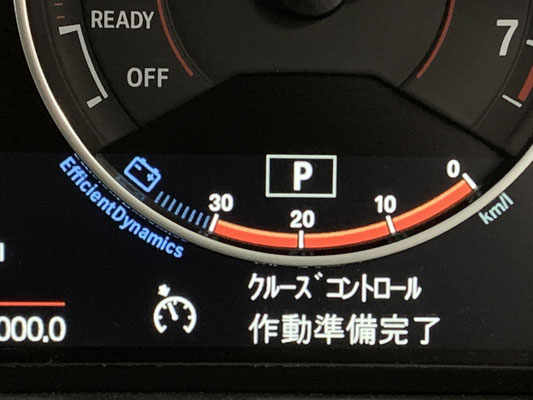 READY
7
OFF
P
0
30
10
20
EfficientDynamics
km/l
ｸﾙｰｽﾞｺﾝﾄﾛｰﾙ
000.0
作動準備完了